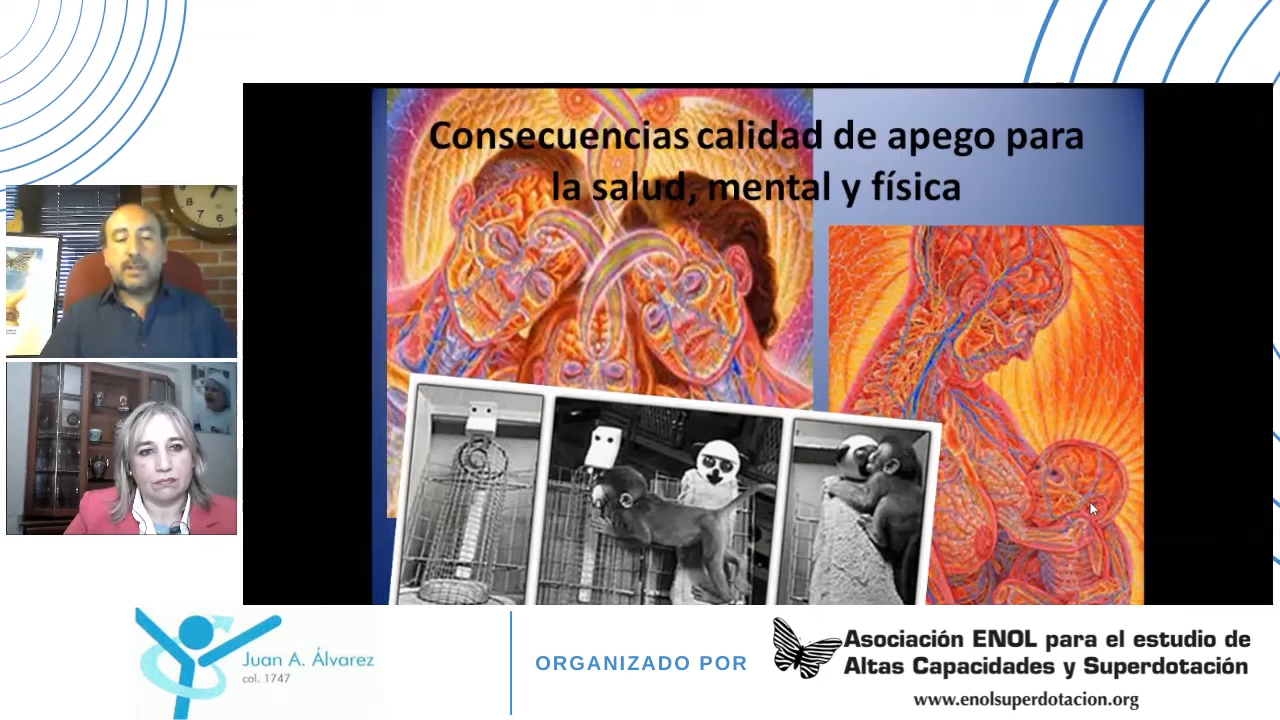 Consecuencias calidad de apego para
la salud, mental y física
Juan A. Álvarez
col. 1747
ORGANIZADO POR
Asociación ENOL para el estudio de
Altas Capacidades y Superdotación
www.enolsuperdotacion.org